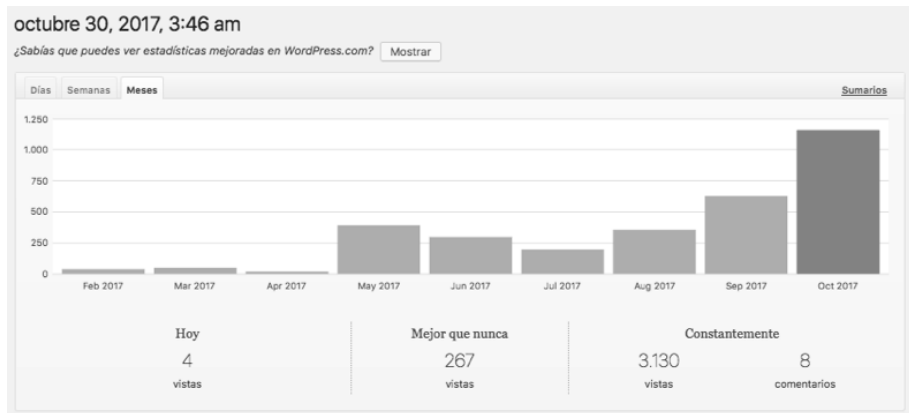 octubre 30, 2017, 3:46 am
¿Sabías que puedes ver estadísticas mejoradas en WordPress.com? Mostrar
Días Semanas Meses Sumarios
1.250
1.000
750
500
250
0
Feb 2017 Mar 2017 Apr 2017 May 2017 Jun 2017 Jul 2017 Aug 2017 Sep 2017 Oct 2017
Hoy Mejor que nunca Constantemente
4 267 3.130 8
vistas vistas vistas comentarios